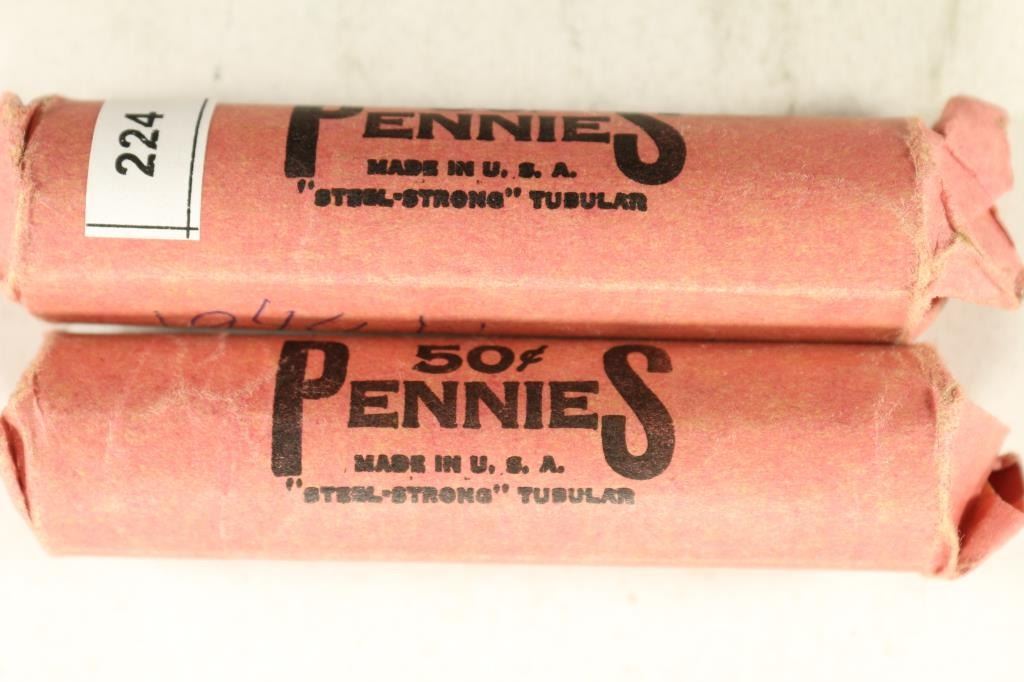 224
PENNIES
MADE IN U. S. A.
"STEEL-STRONG" TUBULAR
50¢
PENNIES
MADE IN U. S. A.
"STEEL-STRONG" TUBULAR